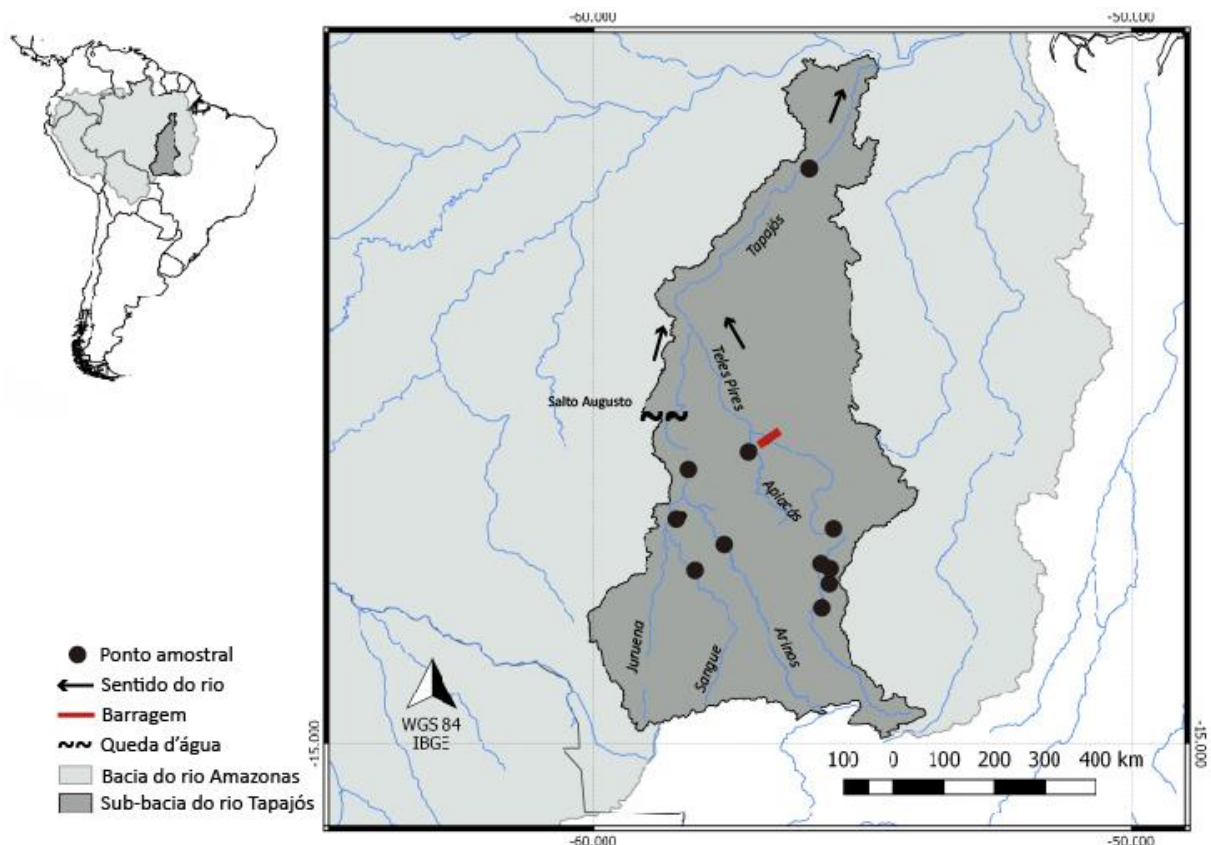 -60.000
-50.000
Tapajós
Teles Pires
Salto Augusto
Apiacás
Juruena
Sangue
Arinos
Ponto amostral
Sentido do rio
Barragem
Queda d'água
Bacia do rio Amazonas
Sub-bacia do rio Tapajós
WGS 84
IBGE
-15.000
-15.000
100 0 100 200 300 400 km
-60.000
-50.000